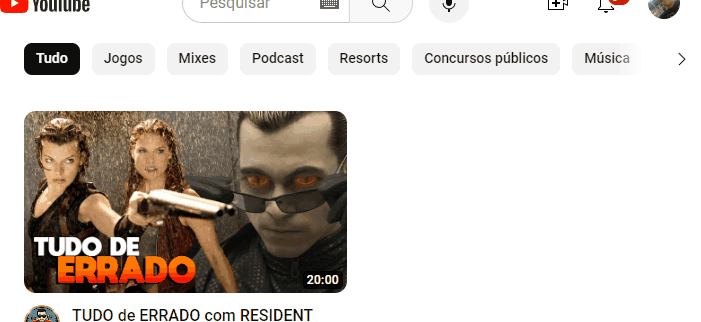 YouTube
Pesquisar
Tudo
Jogos
Mixes
Podcast
Resorts
Concursos públicos
Música
TUDO DE
ERRADO
20:00
TUDO de ERRADO com RESIDENT